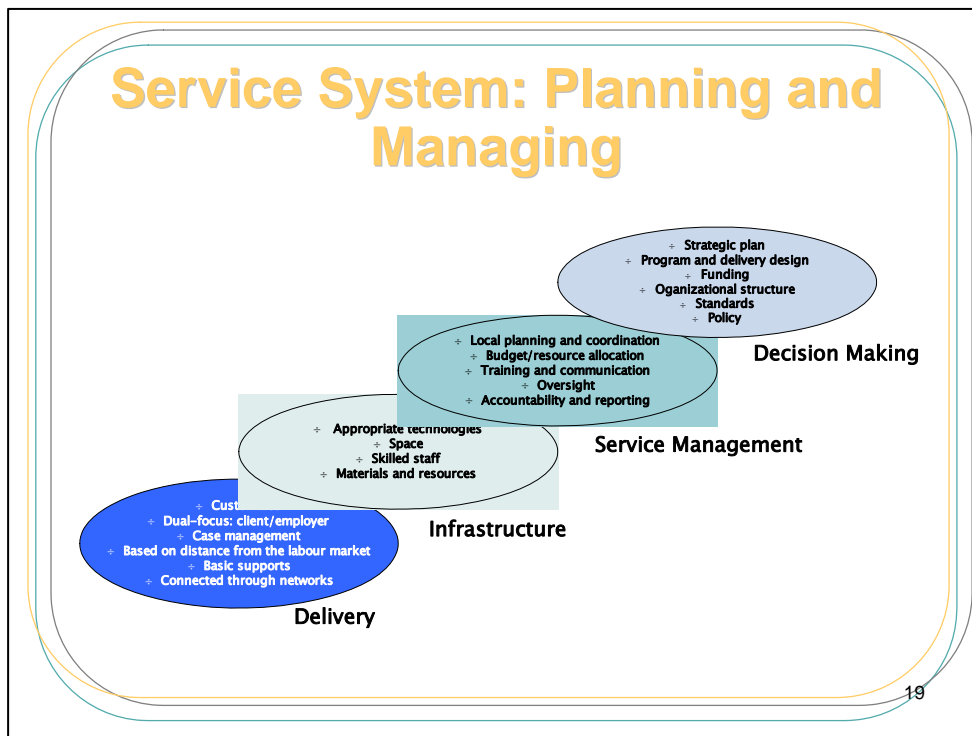 Service System: Planning and
Managing
÷ Strategic plan
÷ Program and delivery design
÷ Funding
÷ Oganizational structure
÷ Standards
÷ Policy
Decision Making
÷ Local planning and coordination
÷ Budget/resource allocation
÷ Training and communication
÷ Oversight
÷ Accountability and reporting
Service Management
÷ Appropriate technologies
÷ Space
÷ Skilled staff
÷ Materials and resources
Infrastructure
÷ Cust
÷ Dual-focus: client/employer
÷ Case management
÷ Based on distance from the labour market
÷ Basic supports
÷ Connected through networks
Delivery
19